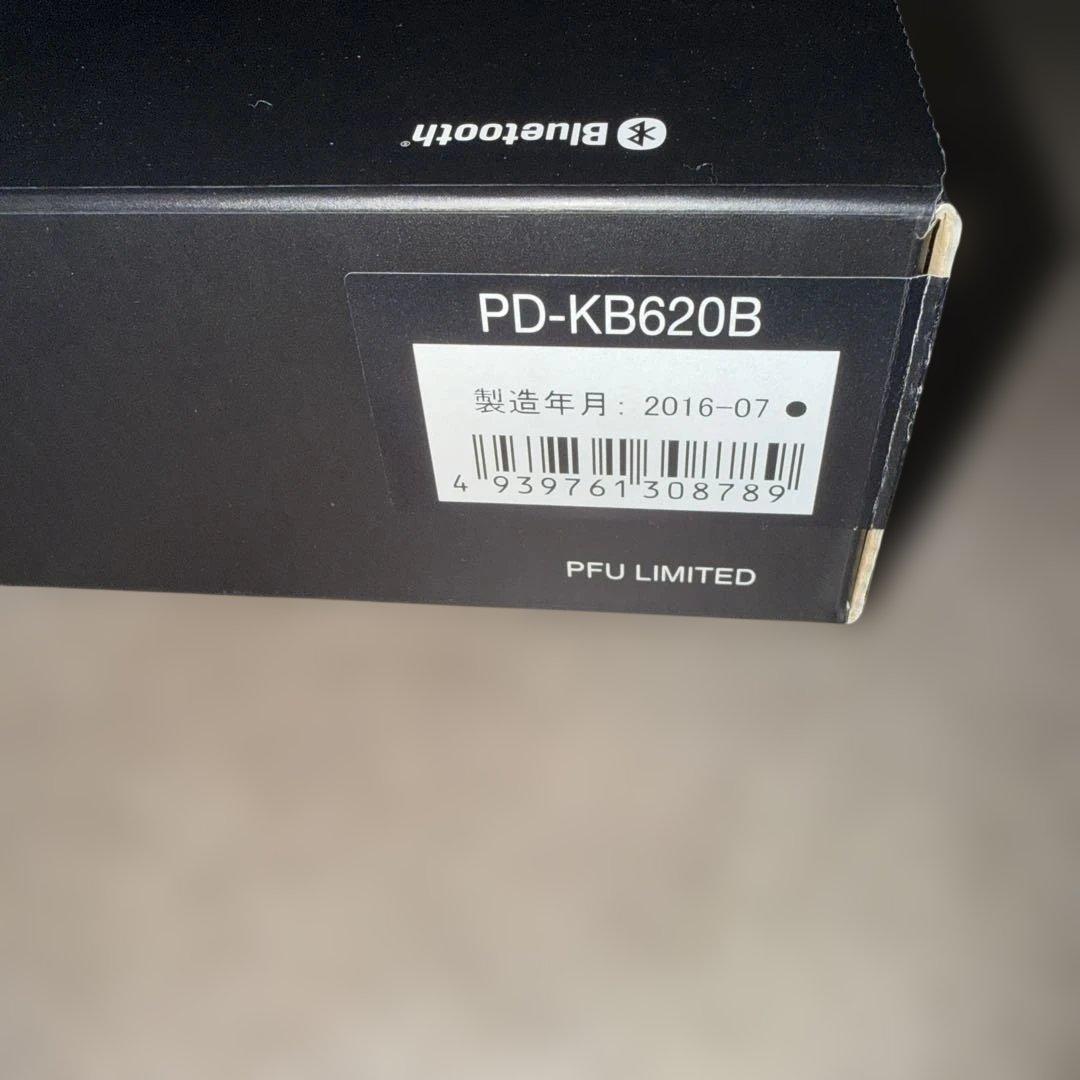 Bluetooth®
PD-KB620B
製造年月: 2016-07 ●
4 939761 308789
PFU LIMITED